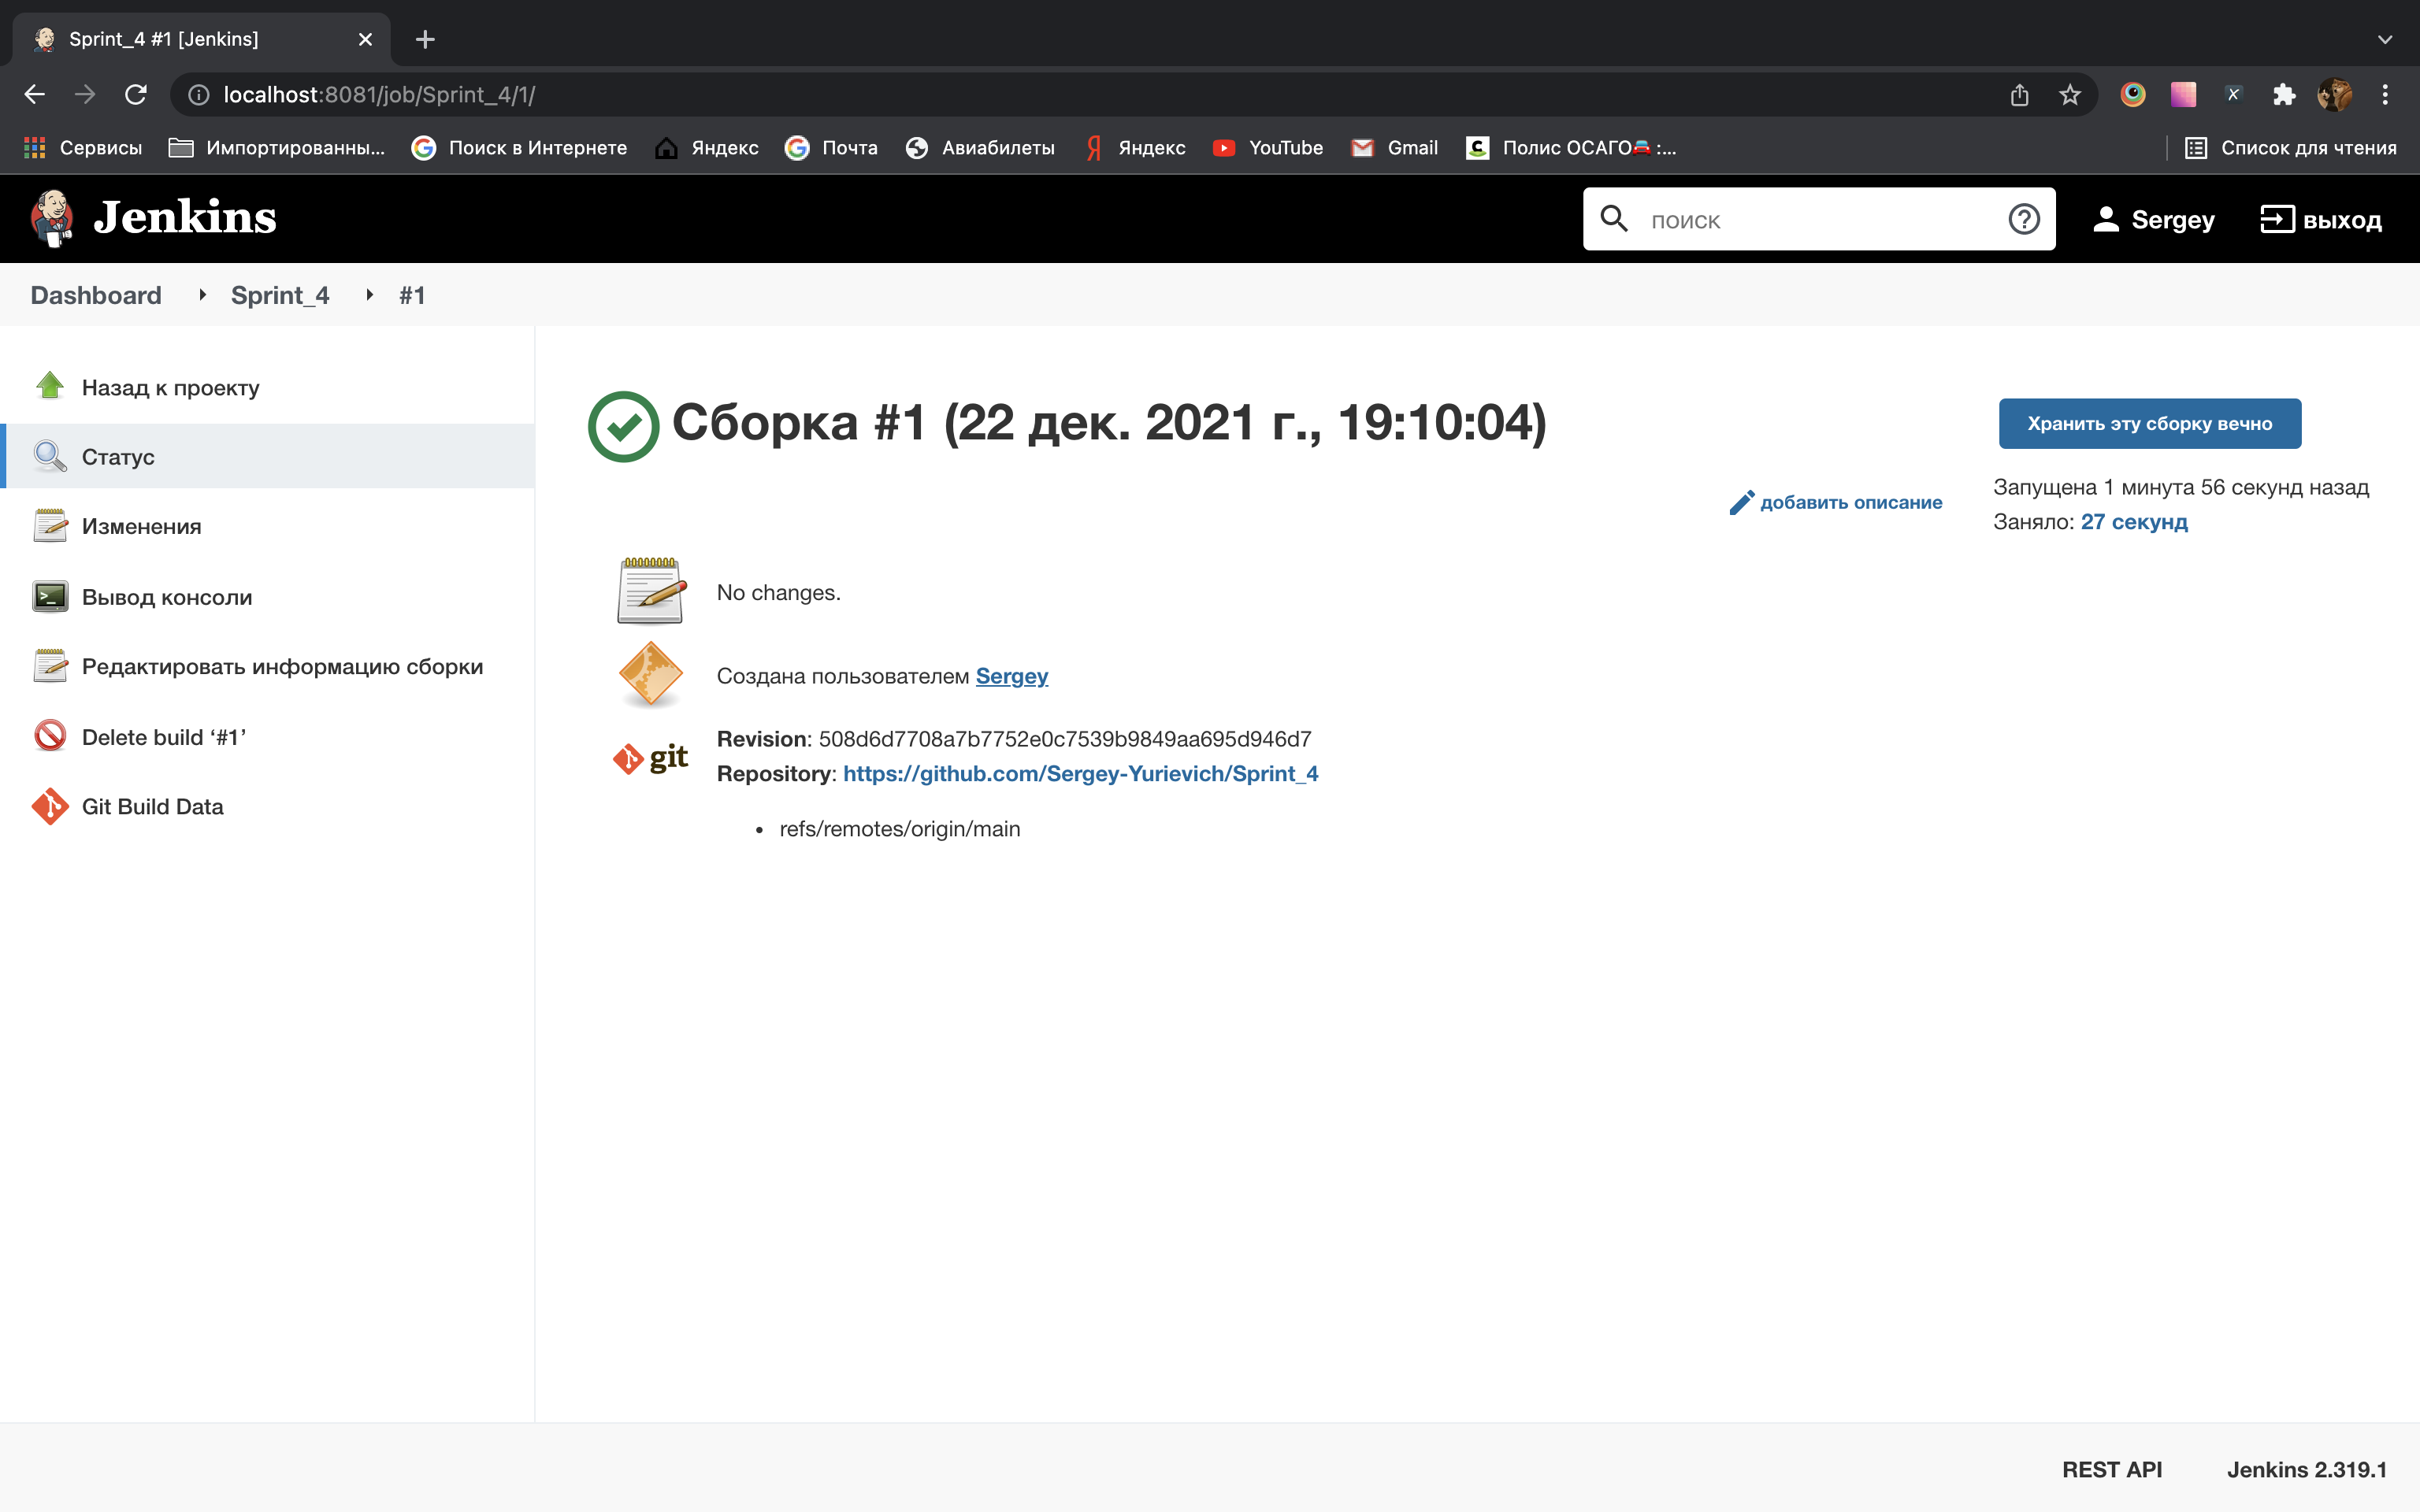 Sprint_4 #1 [Jenkins]
localhost:8081/job/Sprint_4/1/
Сервисы
Импортированны...
Поиск в Интернете
Яндекс
Почта
Авиабилеты
Яндекс
YouTube
Gmail
Полис ОСАГО🚘 :...
Список для чтения
Jenkins
поиск
Sergey
выход
Dashboard
Sprint_4
#1
Назад к проекту
Статус
Изменения
Вывод консоли
Редактировать информацию сборки
Delete build ‘#1’
Git Build Data
Сборка #1 (22 дек. 2021 г., 19:10:04)
Хранить эту сборку вечно
добавить описание
Запущена 1 минута 56 секунд назад
Заняло: 27 секунд
No changes.
Создана пользователем Sergey
git
Revision: 508d6d7708a7b7752e0c7539b9849aa695d946d7
Repository: https://github.com/Sergey-Yurievich/Sprint_4
• refs/remotes/origin/main
REST API
Jenkins 2.319.1